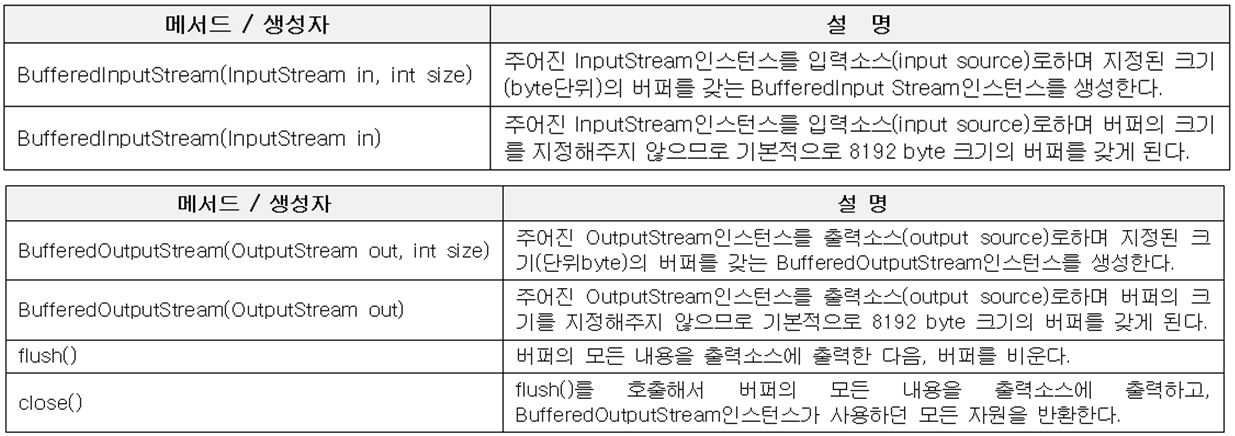 메서드 / 생성자
설 명
BufferedInputStream(InputStream in, int size)
주어진 InputStream인스턴스를 입력소스(input source)로하며 지정된 크기
(byte단위)의 버퍼를 갖는 BufferedInput Stream인스턴스를 생성한다.
BufferedInputStream(InputStream in)
주어진 InputStream인스턴스를 입력소스(input source)로하며 버퍼의 크기
를 지정해주지 않으므로 기본적으로 8192 byte 크기의 버퍼를 갖게 된다.
메서드 / 생성자
설 명
BufferedOutputStream(OutputStream out, int size)
주어진 OutputStream인스턴스를 출력소스(output source)로하며 지정된 크
기(단위byte)의 버퍼를 갖는 BufferedOutputStream인스턴스를 생성한다.
BufferedOutputStream(OutputStream out)
주어진 OutputStream인스턴스를 출력소스(output source)로하며 버퍼의 크
기를 지정해주지 않으므로 기본적으로 8192 byte 크기의 버퍼를 갖게 된다.
flush()
버퍼의 모든 내용을 출력소스에 출력한 다음, 버퍼를 비운다.
close()
flush()를 호출해서 버퍼의 모든 내용을 출력소스에 출력하고,
BufferedOutputStream인스턴스가 사용하던 모든 자원을 반환한다.